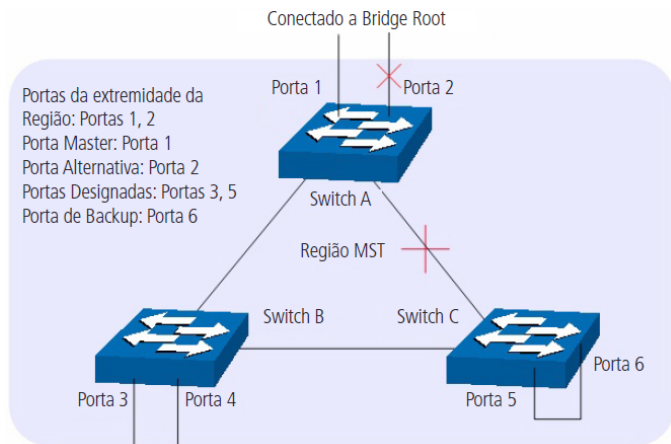 Conectado a Bridge Root
Porta 1
Porta 2
Portas da extremidade da
Região: Portas 1, 2
Porta Master: Porta 1
Porta Alternativa: Porta 2
Portas Designadas: Portas 3, 5
Porta de Backup: Porta 6
Switch A
Região MST
Switch B
Switch C
Porta 3
Porta 4
Porta 5
Porta 6